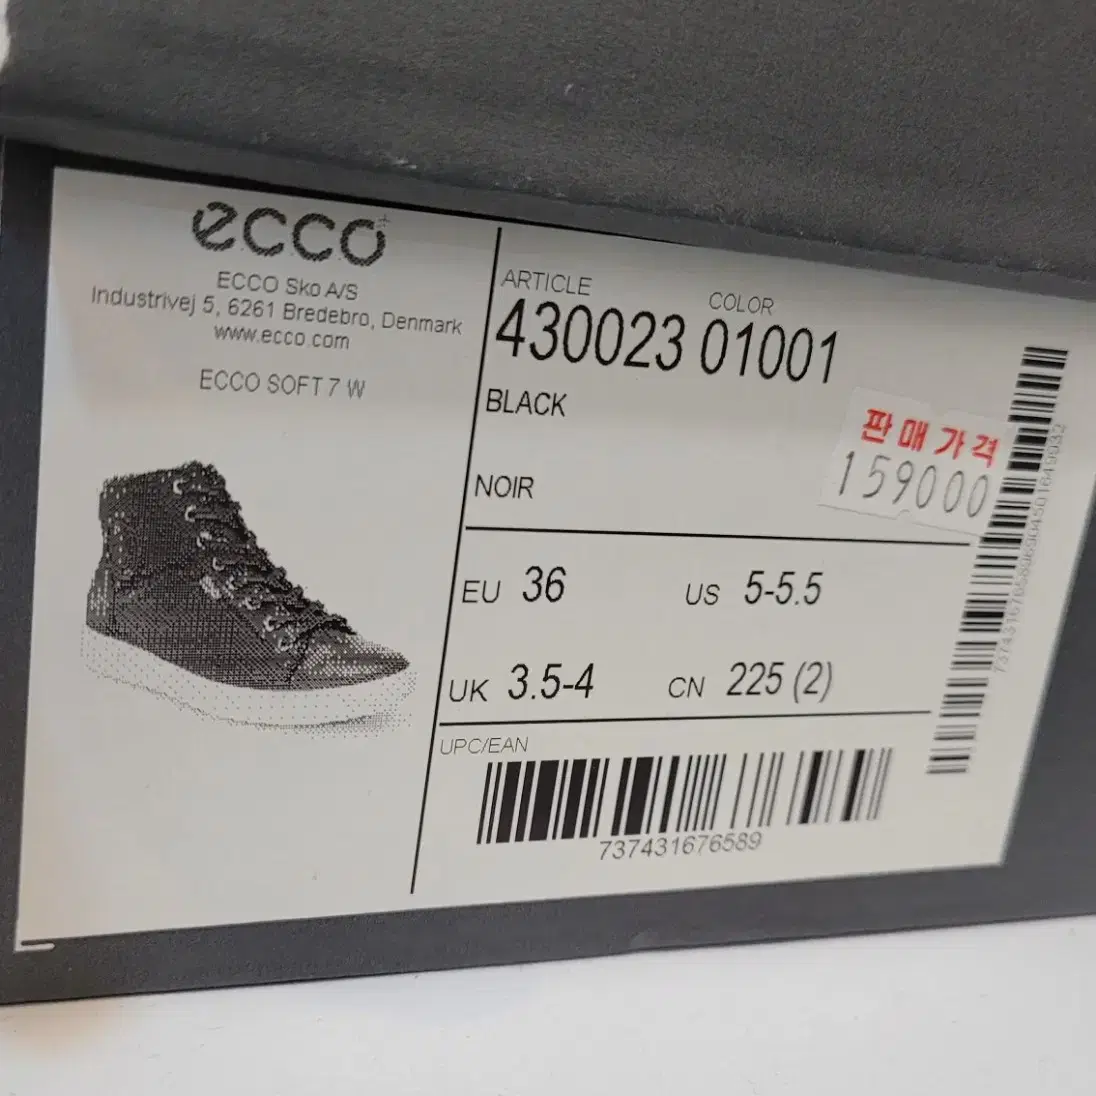 ecco
ECCO Sko A/S
Industrivej 5, 6261 Bredebro, Denmark
www.ecco.com
ECCO SOFT 7 W
ARTICLE COLOR
430023 01001
BLACK
NOIR
판매가격
159000
EU 36 US 5-5.5
UK 3.5-4 CN 225 (2)
UPC/EAN
737431676589